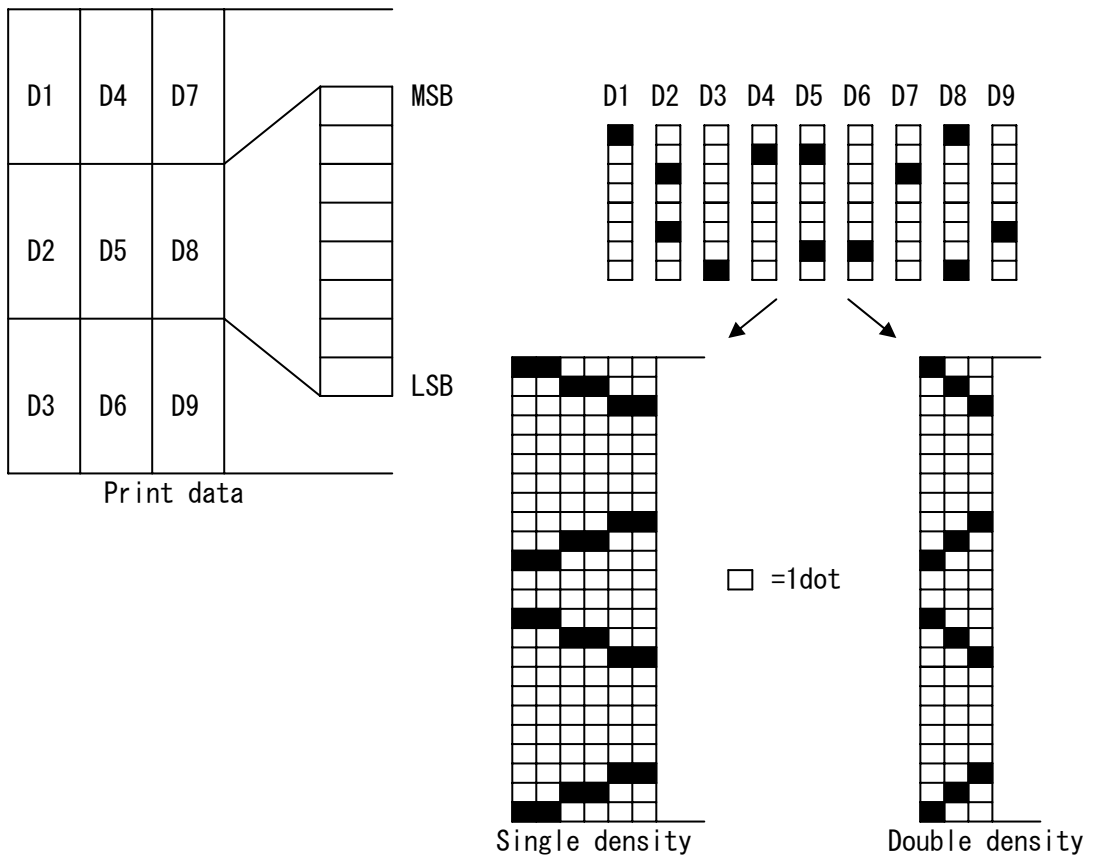 D1 D4 D7
MSB
D2 D5 D8
LSB
D3 D6 D9
Print data
D1 D2 D3 D4 D5 D6 D7 D8 D9
=1dot
Single density
Double density